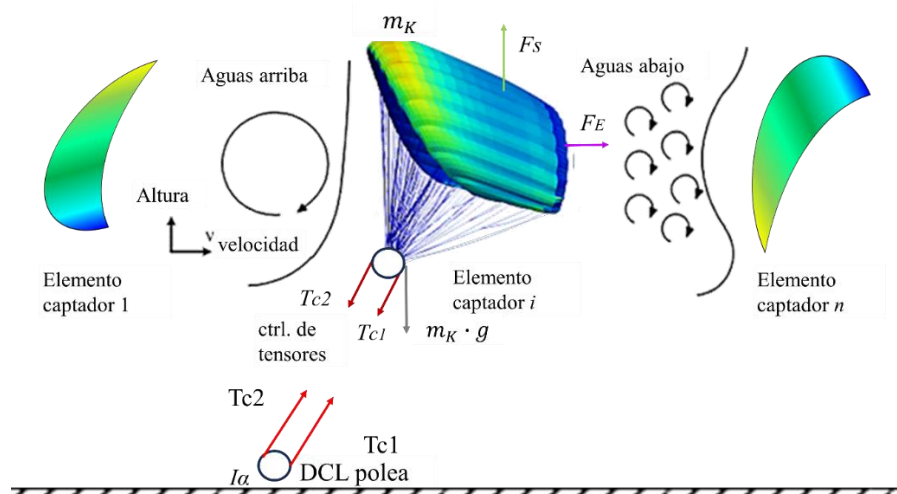 m_K
Fs
Aguas arriba
Aguas abajo
F_E
Altura
v velocidad
Elemento
captador 1
Elemento
captador i
Elemento
captador n
Tc2
Tc1
m_K · g
ctrl. de
tensores
Tc2
Tc1
Iα
DCL polea